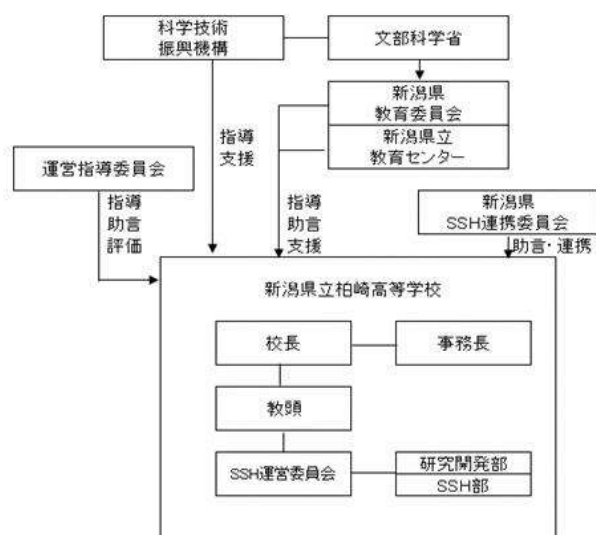 科学技術
振興機構
文部科学省
新潟県
教育委員会
新潟県立
教育センター
指導
支援
運営指導委員会
指導
助言
評価
指導
助言
支援
新潟県
SSH連携委員会
助言・連携
新潟県立柏崎高等学校
校長
事務長
教頭
SSH運営委員会
研究開発部
SSH部